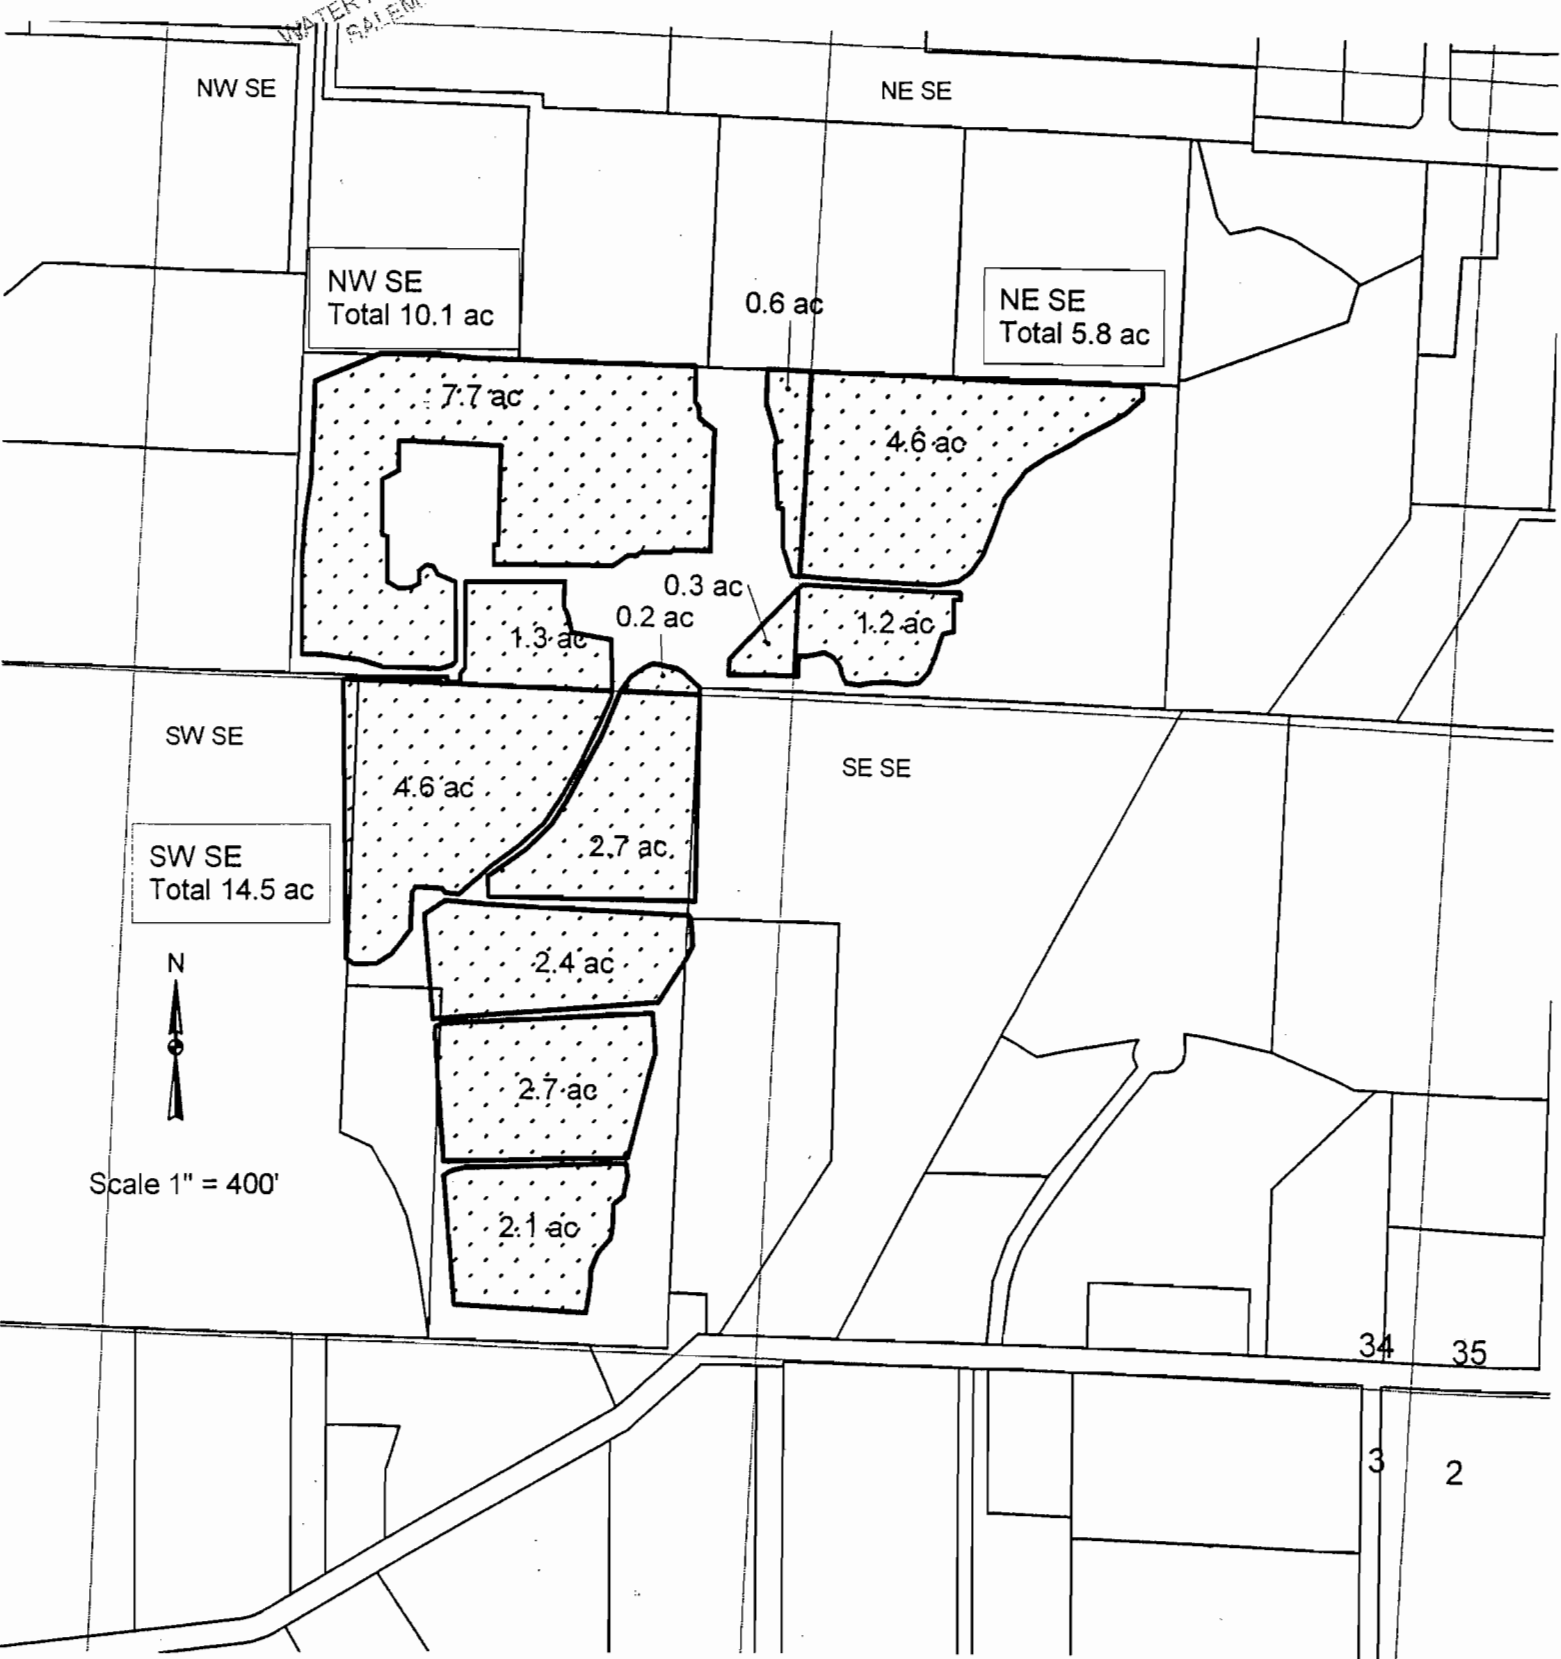 WATER
SALEM
NW SE
NE SE
NW SE
Total 10.1 ac
0.6 ac
NE SE
Total 5.8 ac
7.7 ac
4.6 ac
0.3 ac
0.2 ac
1.3 ac
1.2 ac
SW SE
SE SE
4.6 ac
2.7 ac
SW SE
Total 14.5 ac
N
2.4 ac
2.7 ac
Scale 1" = 400'
2.1 ac
34
35
3
2